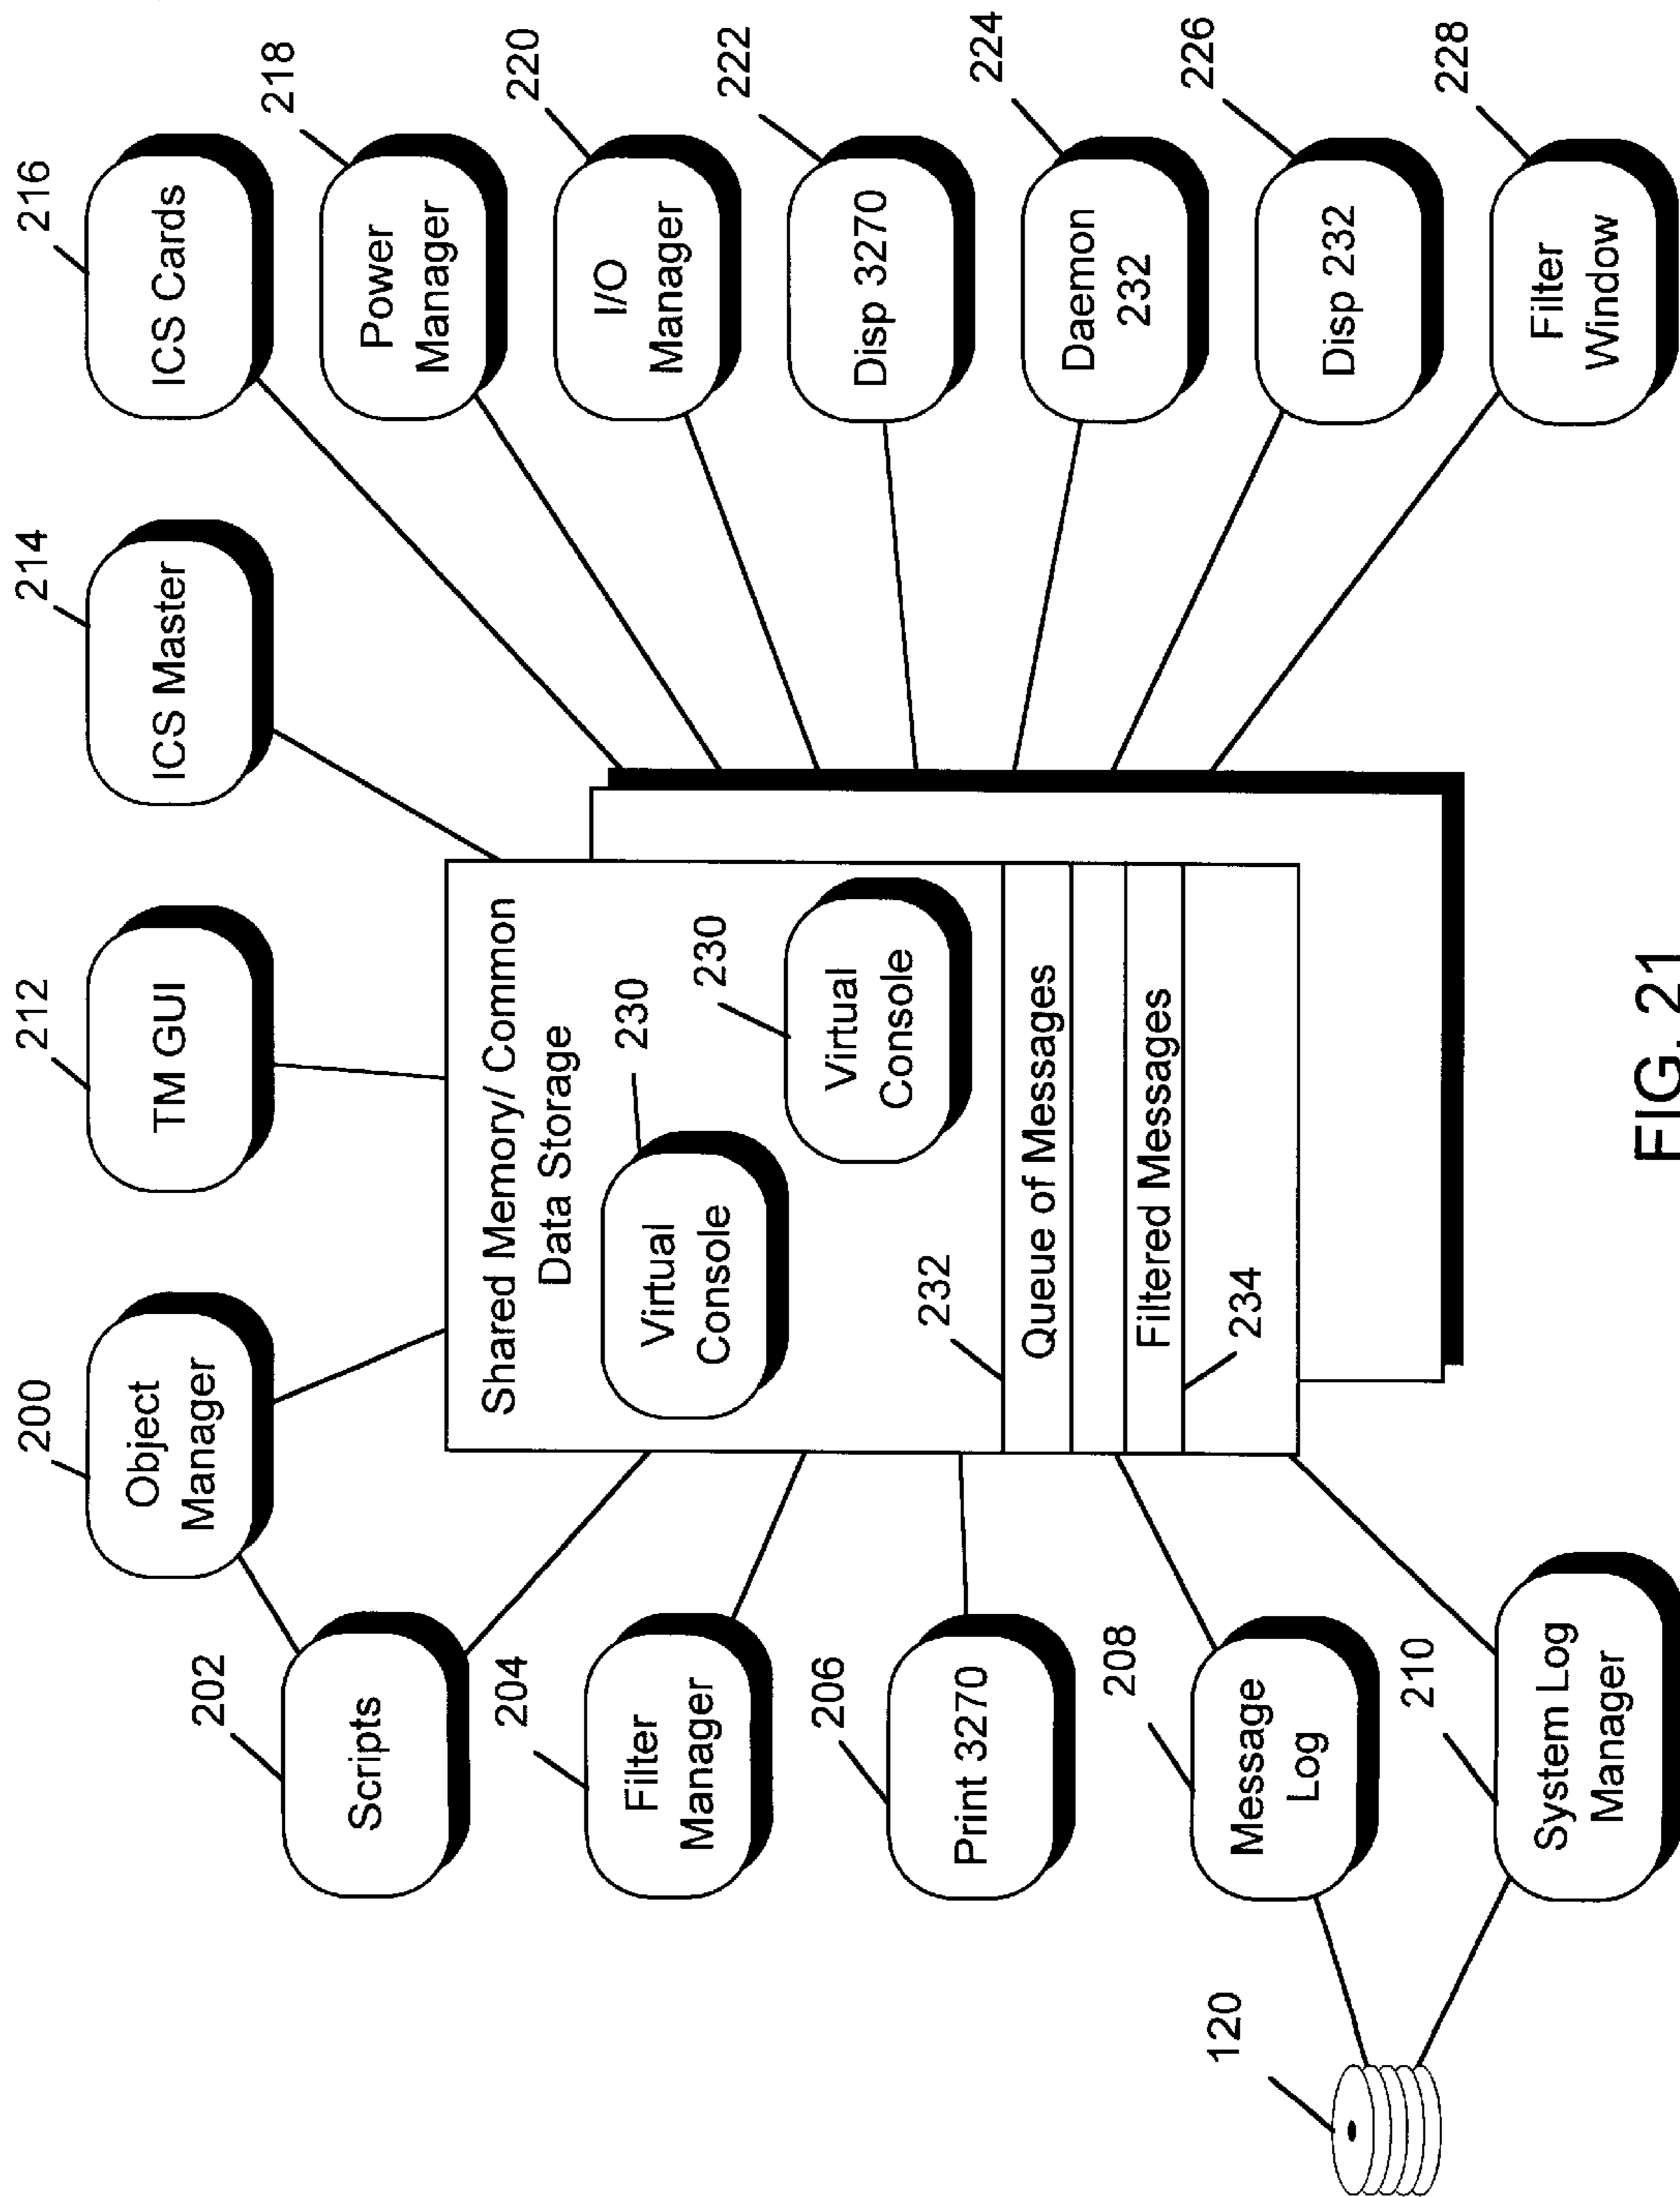 200
Object
Manager
212
TM GUI
214
ICS Master
216
ICS Cards
202
Scripts
218
Power
Manager
204
Filter
Manager
220
I/O
Manager
206
Print 3270
222
Disp 3270
208
Message
Log
224
Daemon
232
210
System Log
Manager
226
Disp 232
228
Filter
Window
120
Shared Memory/ Common
Data Storage
230
Virtual
Console
230
Virtual
Console
232
Queue of Messages
Filtered Messages
234
FIG. 21